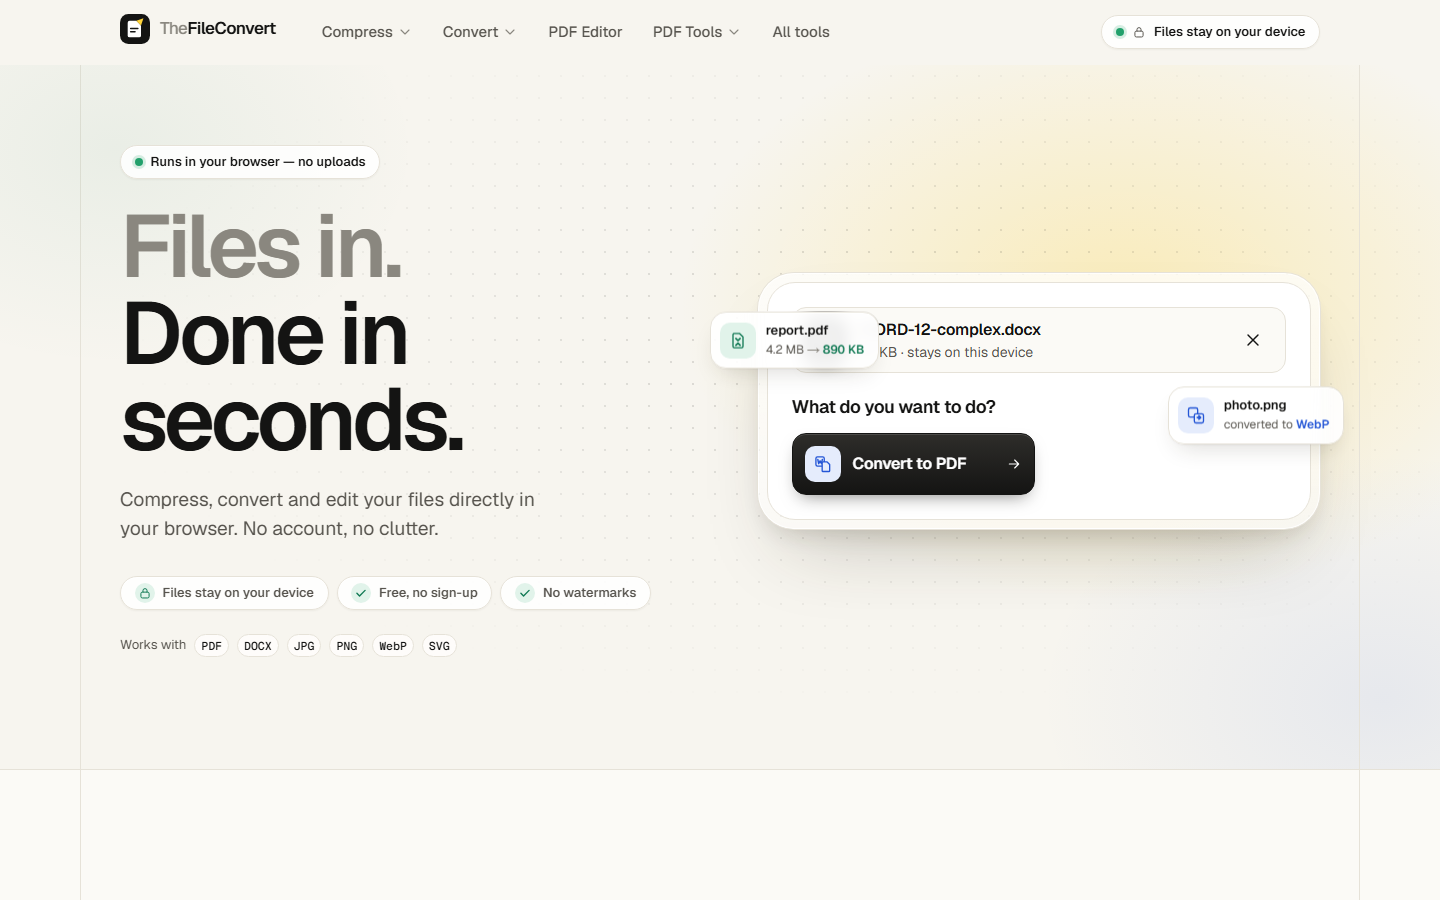 TheFileConvert
Compress
Convert
PDF Editor
PDF Tools
All tools
Files stay on your device
Runs in your browser — no uploads
Files in.
Done in
seconds.
Compress, convert and edit your files directly in
your browser. No account, no clutter.
Files stay on your device
Free, no sign-up
No watermarks
Works with PDF DOCX JPG PNG WebP SVG
report.pdf
4.2 MB → 890 KB
ORD-12-complex.docx
KB · stays on this device
What do you want to do?
photo.png
converted to WebP
Convert to PDF →